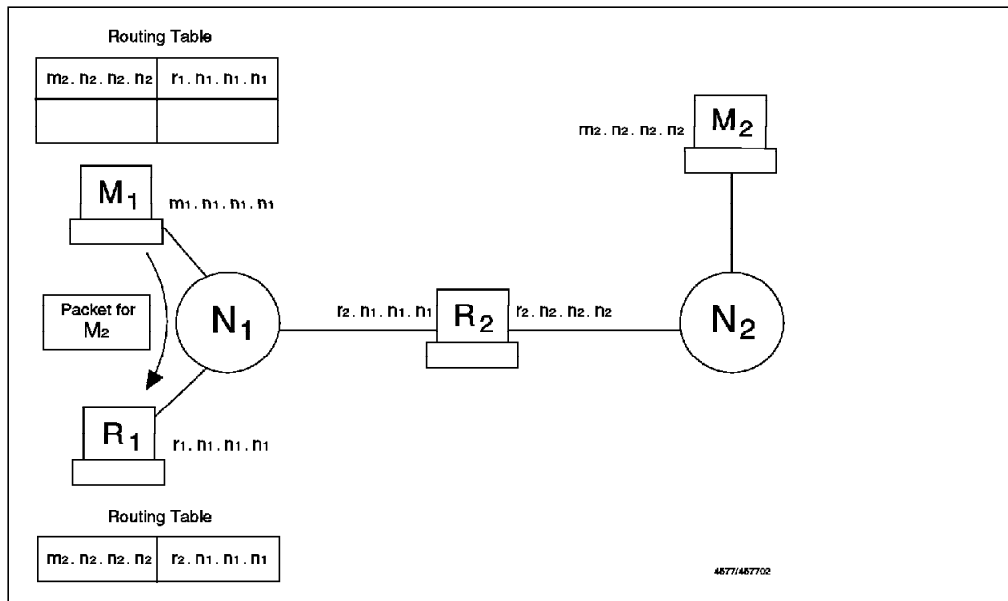 Routing Table
m₂. n₂. n₂. n₂ r₁. n₁. n₁. n₁
M₂
m₂. n₂. n₂. n₂
M₁
m₁. n₁. n₁. n₁
Packet for
M₂
N₁
r₂. n₁. n₁. n₁
R₂
r₂. n₂. n₂. n₂
N₂
R₁
r₁. n₁. n₁. n₁
Routing Table
m₂. n₂. n₂. n₂ r₂. n₁. n₁. n₁
4577/457702